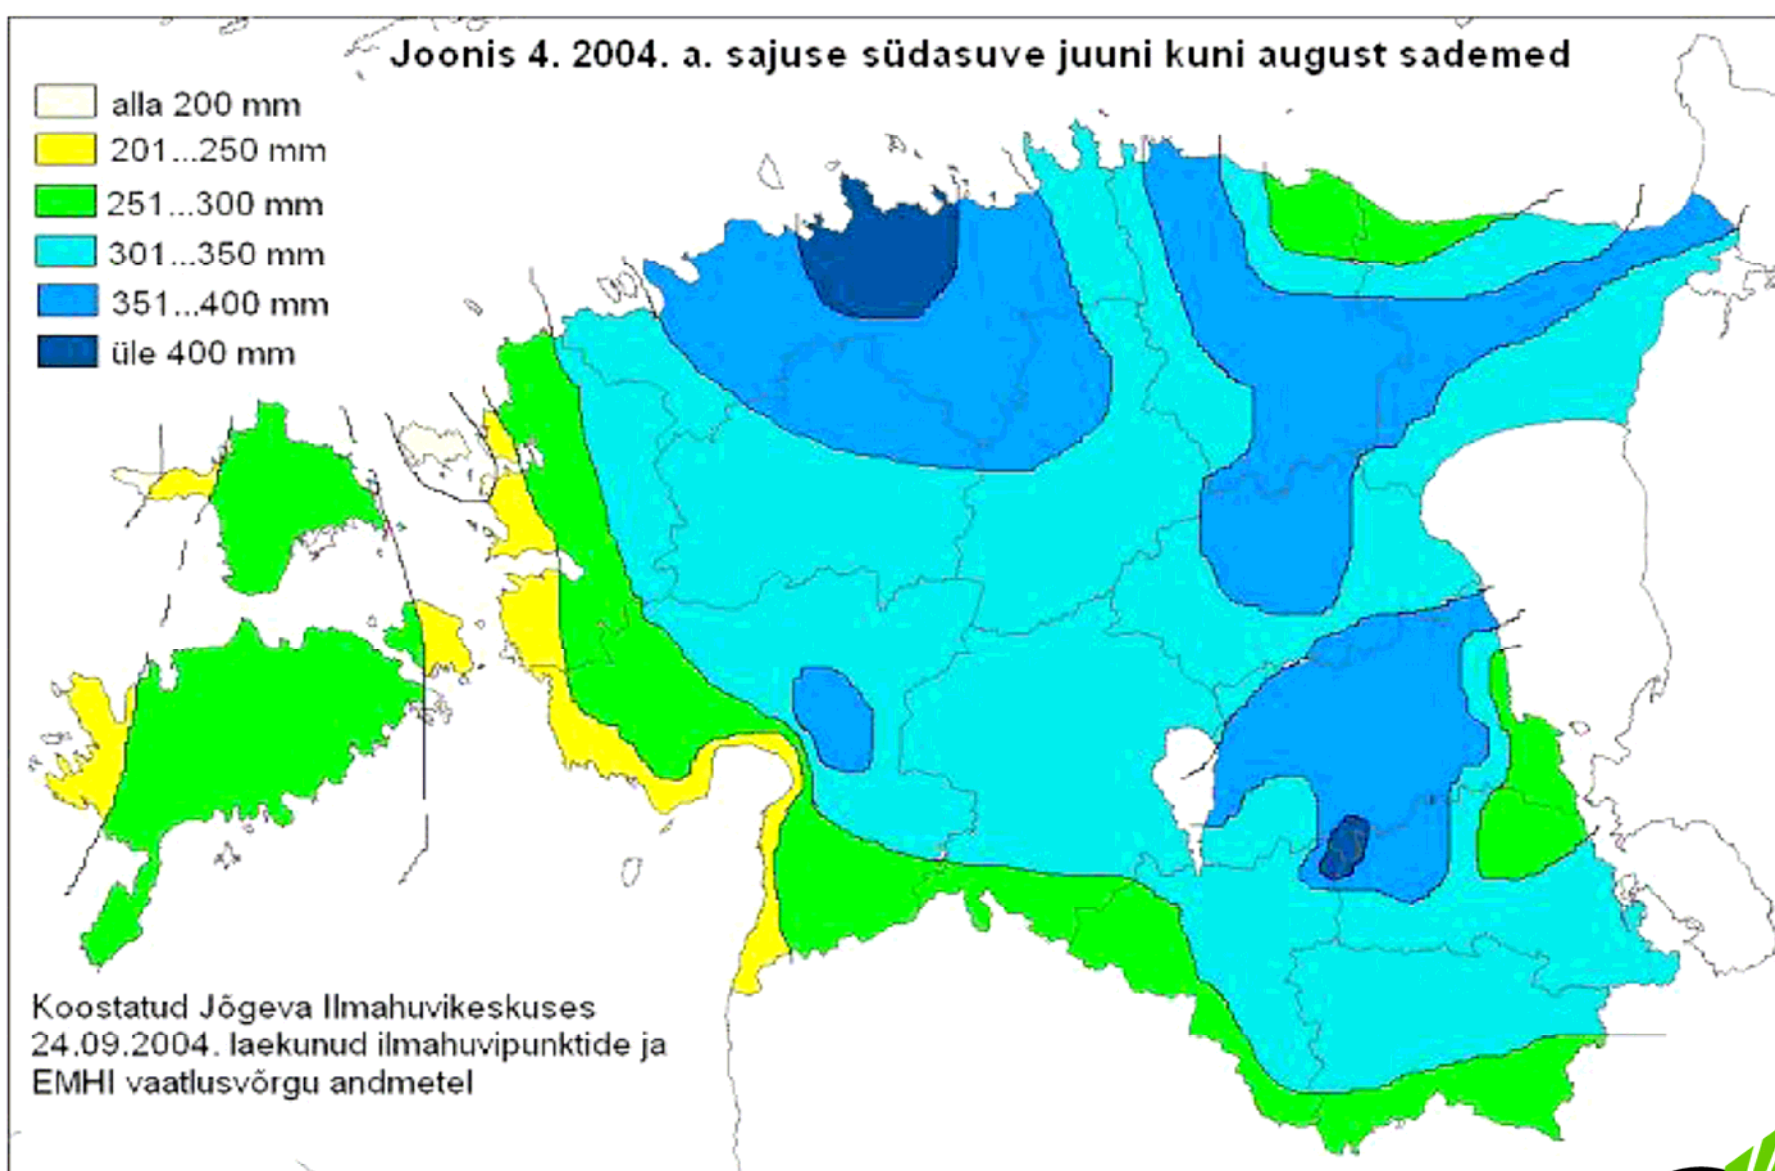 Joonis 4. 2004. a. sajuse südasuve juuni kuni august sademed
alla 200 mm
201...250 mm
251...300 mm
301...350 mm
351...400 mm
üle 400 mm
Koostatud Jõgeva Ilmahuvikeskuses
24.09.2004. laekunud ilmahuvipunktide ja
EMHI vaatlusvõrgu andmetel